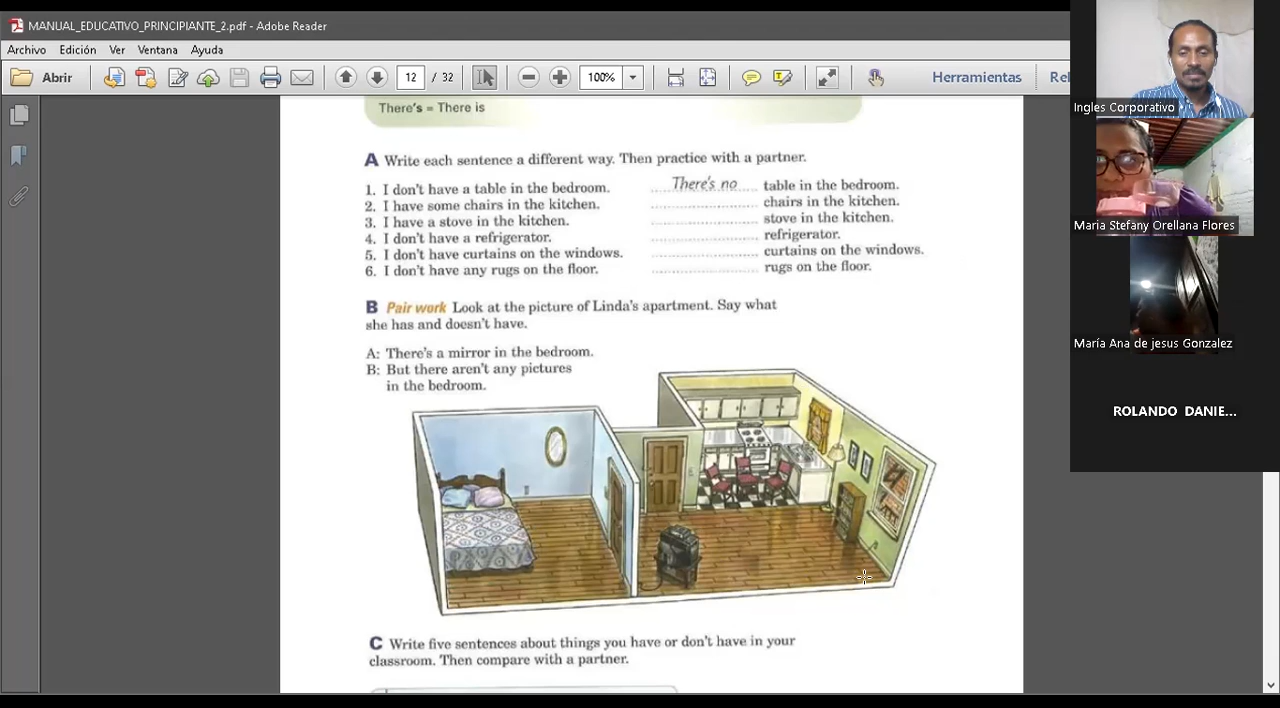 MANUAL_EDUCATIVO_PRINCIPIANTE_2.pdf - Adobe Reader
Archivo Edición Ver Ventana Ayuda
Abrir 12 / 32 100% Herramientas
There's = There is
A Write each sentence a different way. Then practice with a partner.
1. I don't have a table in the bedroom. There's no table in the bedroom.
2. I have some chairs in the kitchen. chairs in the kitchen.
3. I have a stove in the kitchen. stove in the kitchen.
4. I don't have a refrigerator. refrigerator.
5. I don't have curtains on the windows. curtains on the windows.
6. I don't have any rugs on the floor. rugs on the floor.
B Pair work Look at the picture of Linda's apartment. Say what
she has and doesn't have.
A: There's a mirror in the bedroom.
B: But there aren't any pictures
in the bedroom.
C Write five sentences about things you have or don't have in your
classroom. Then compare with a partner.
Ingles Corporativo
Maria Stefany Orellana Flores
María Ana de jesus Gonzalez
ROLANDO DANIE...